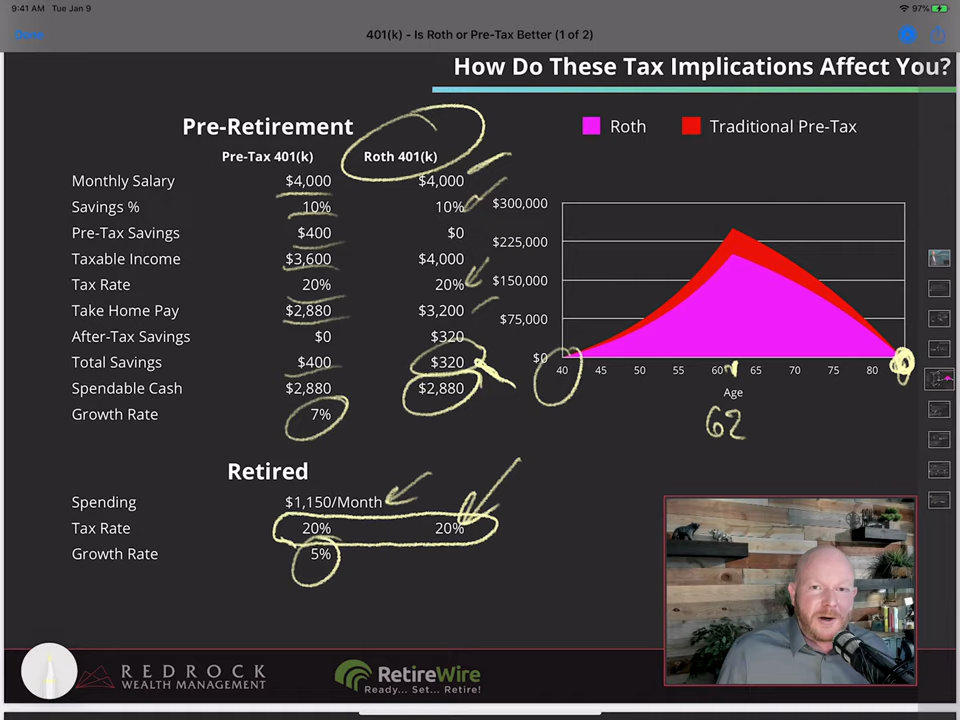 9:41 AM Tue Jan 9 97%
Done 401(k) - Is Roth or Pre-Tax Better (1 of 2)
How Do These Tax Implications Affect You?
Pre-Retirement
Pre-Tax 401(k) Roth 401(k)
Monthly Salary $4,000 $4,000
Savings % 10% 10%
Pre-Tax Savings $400 $0
Taxable Income $3,600 $4,000
Tax Rate 20% 20%
Take Home Pay $2,880 $3,200
After-Tax Savings $0 $320
Total Savings $400 $320
Spendable Cash $2,880 $2,880
Growth Rate 7%
Retired
Spending $1,150/Month
Tax Rate 20% 20%
Growth Rate 5%
Roth Traditional Pre-Tax
$300,000
$225,000
$150,000
$75,000
$0
40 45 50 55 60 65 70 75 80
Age
62
REDROCK
WEALTH MANAGEMENT
RetireWire
Ready... Set... Retire!